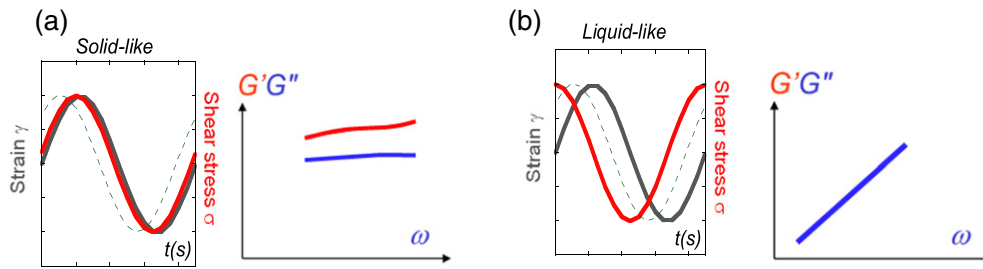 (a)
Solid-like
Strain γ
t(s)
Shear stress σ
G'G"
ω
(b)
Liquid-like
Strain γ
t(s)
Shear stress σ
G'G"
ω